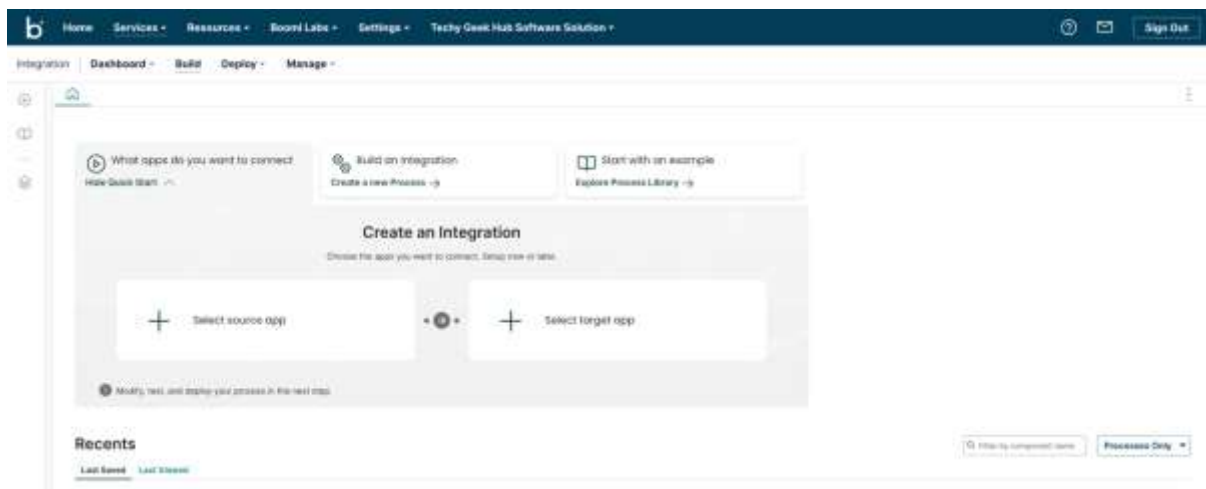 b
Home Services Resources Boomi Labs Settings Techy Geek Hub Software Solution Sign Out
Integration Dashboard Build Deploy Manage
What apps do you want to connect
Hide Quick Start
Build an Integration
Create a new Process
Start with an example
Explore Process Library
Create an Integration
Choose the apps you want to connect. Setup now or later.
Select source app
Select target app
Modify, test, and deploy your process in the next step.
Recents
Filter by component name
Processes Only
Last Saved Last Viewed